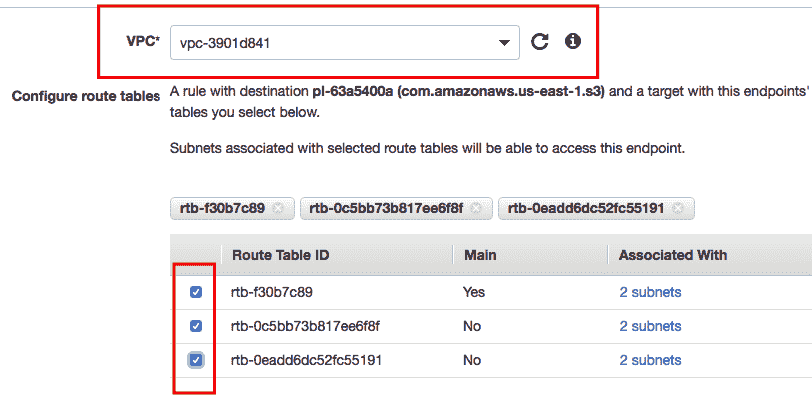 VPC* vpc-3901d841
Configure route tables A rule with destination pl-63a5400a (com.amazonaws.us-east-1.s3) and a target with this endpoints'
tables you select below.
Subnets associated with selected route tables will be able to access this endpoint.
rtb-f30b7c89 rtb-0c5bb73b817ee6f8f rtb-0eadd6dc52fc55191
Route Table ID Main Associated With
rtb-f30b7c89 Yes 2 subnets
rtb-0c5bb73b817ee6f8f No 2 subnets
rtb-0eadd6dc52fc55191 No 2 subnets